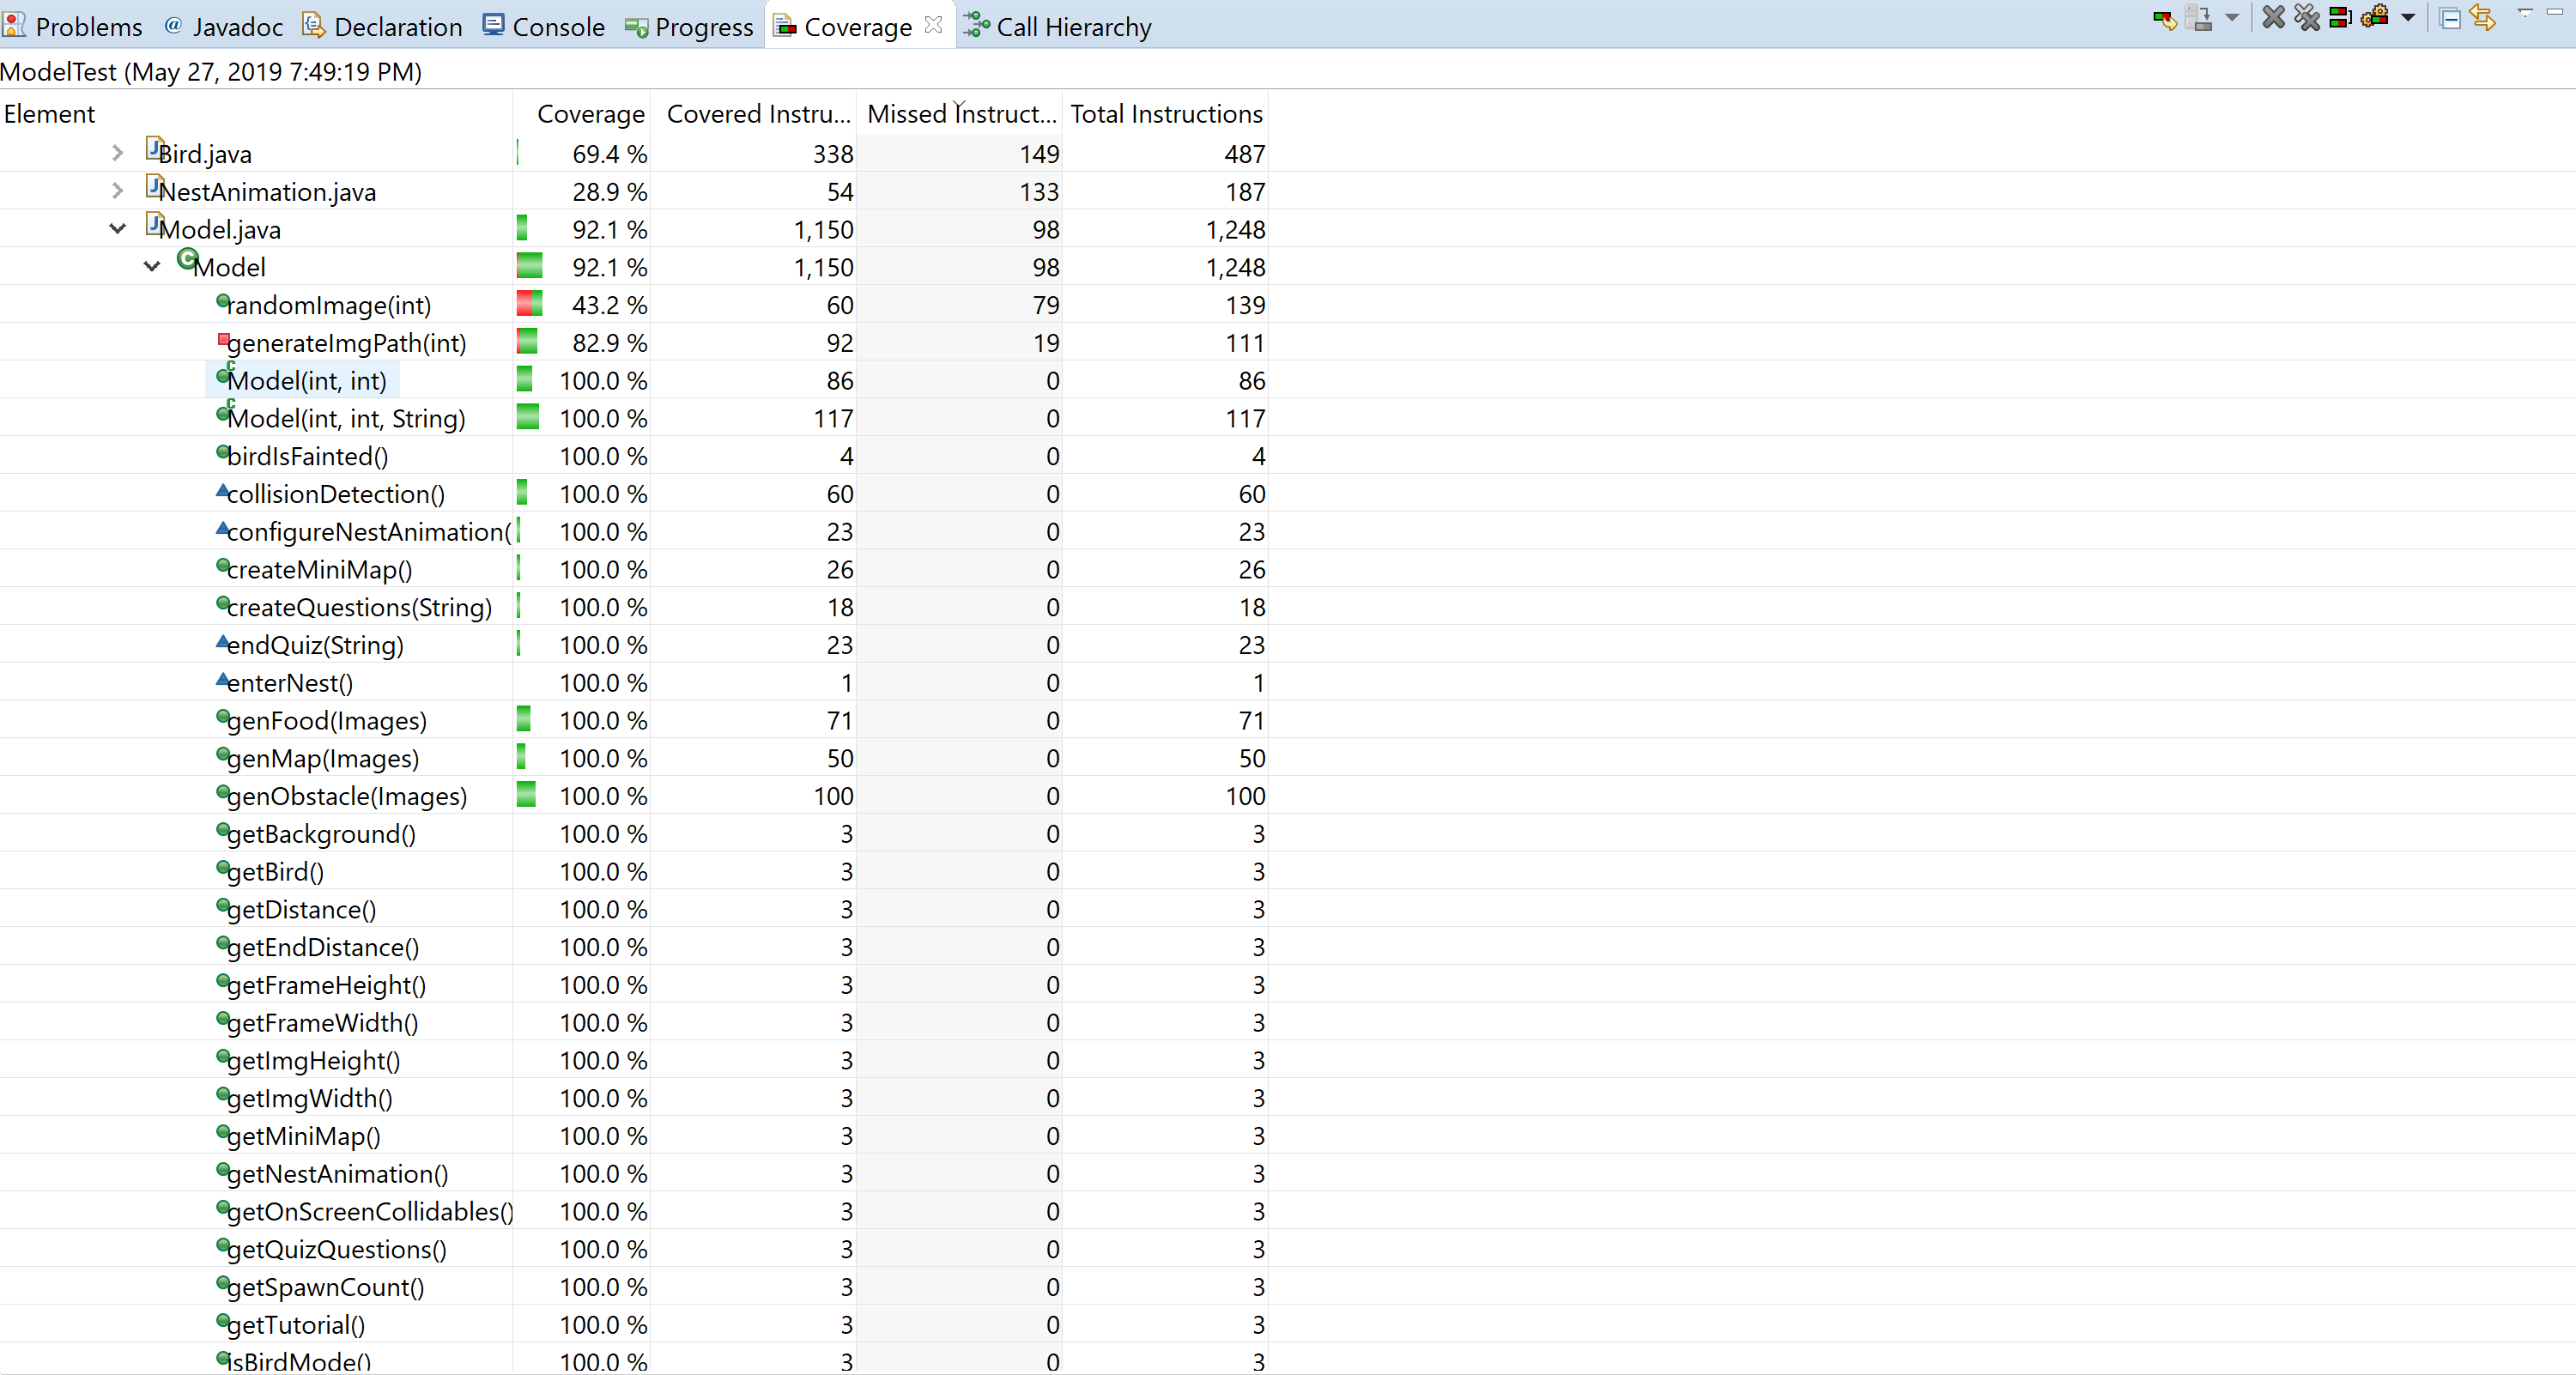 Problems Javadoc Declaration Console Progress Coverage Call Hierarchy
ModelTest (May 27, 2019 7:49:19 PM)
Element Coverage Covered Instru... Missed Instruct... Total Instructions
Bird.java 69.4 % 338 149 487
NestAnimation.java 28.9 % 54 133 187
Model.java 92.1 % 1,150 98 1,248
Model 92.1 % 1,150 98 1,248
randomImage(int) 43.2 % 60 79 139
generateImgPath(int) 82.9 % 92 19 111
Model(int, int) 100.0 % 86 0 86
Model(int, int, String) 100.0 % 117 0 117
birdIsFainted() 100.0 % 4 0 4
collisionDetection() 100.0 % 60 0 60
configureNestAnimation( 100.0 % 23 0 23
createMiniMap() 100.0 % 26 0 26
createQuestions(String) 100.0 % 18 0 18
endQuiz(String) 100.0 % 23 0 23
enterNest() 100.0 % 1 0 1
genFood(Images) 100.0 % 71 0 71
genMap(Images) 100.0 % 50 0 50
genObstacle(Images) 100.0 % 100 0 100
getBackground() 100.0 % 3 0 3
getBird() 100.0 % 3 0 3
getDistance() 100.0 % 3 0 3
getEndDistance() 100.0 % 3 0 3
getFrameHeight() 100.0 % 3 0 3
getFrameWidth() 100.0 % 3 0 3
getImgHeight() 100.0 % 3 0 3
getImgWidth() 100.0 % 3 0 3
getMiniMap() 100.0 % 3 0 3
getNestAnimation() 100.0 % 3 0 3
getOnScreenCollidables() 100.0 % 3 0 3
getQuizQuestions() 100.0 % 3 0 3
getSpawnCount() 100.0 % 3 0 3
getTutorial() 100.0 % 3 0 3
isBirdMode() 100.0 % 3 0 3